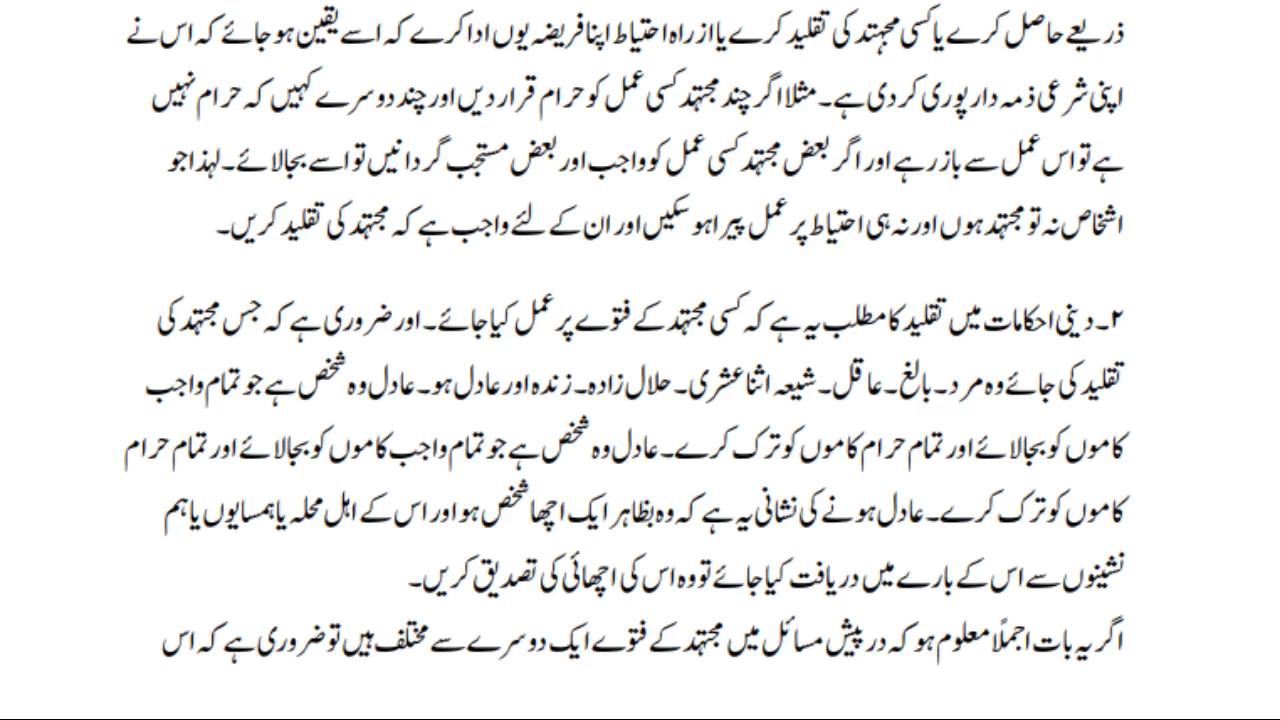 ذریعے حاصل کرے یا کسی مجتہد کی تقلید کرے یا از راہ احتیاط اپنا فریضہ یوں ادا کرے کہ اسے یقین ہو جائے کہ اس نے
اپنی شرعی ذمہ دار پوری کر دی ہے۔ مثلا اگر چند مجتہد کسی عمل کو حرام قرار دیں اور چند دوسرے کہیں کہ حرام نہیں
ہے تو اس عمل سے باز رہے اور اگر بعض مجتہد کسی عمل کو واجب اور بعض مستجب گردانیں تو اسے بجا لائے۔ لہذا جو
اشخاص نہ تو مجتہد ہوں اور نہ ہی احتیاط پر عمل پیرا ہو سکیں اور ان کے لئے واجب ہے کہ مجتہد کی تقلید کریں۔
۲۔ دینی احکامات میں تقلید کا مطلب یہ ہے کہ کسی مجتہد کے فتوے پر عمل کیا جائے۔ اور ضروری ہے کہ جس مجتہد کی
تقلید کی جائے وہ مرد۔ بالغ۔ عاقل۔ شیعہ اثنا عشری۔ حلال زادہ۔ زندہ اور عادل ہو۔ عادل وہ شخص ہے جو تمام واجب
کاموں کو بجا لائے اور تمام حرام کاموں کو ترک کرے۔ عادل وہ شخص ہے جو تمام واجب کاموں کو بجا لائے اور تمام حرام
کاموں کو ترک کرے۔ عادل ہونے کی نشانی یہ ہے کہ وہ بظاہر ایک اچھا شخص ہو اور اس کے اہل محلہ یا ہمسایوں یا ہم
نشینوں سے اس کے بارے میں دریافت کیا جائے تو وہ اس کی اچھائی کی تصدیق کریں۔
اگر یہ بات اجملاً معلوم ہو کہ درپیش مسائل میں مجتہد کے فتوے ایک دوسرے سے مختلف ہیں تو ضروری ہے کہ اس